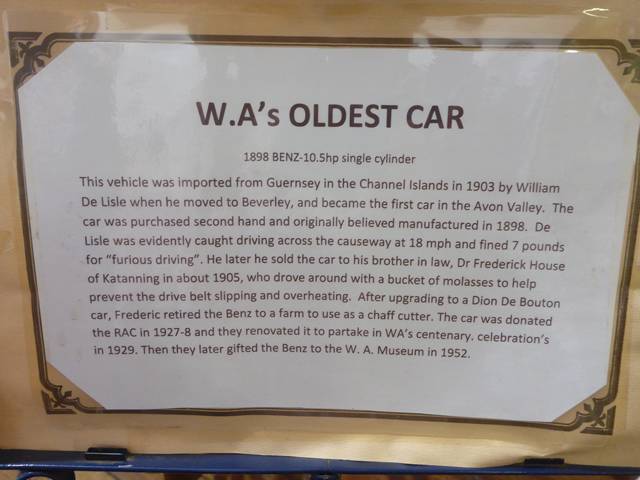 W.A's OLDEST CAR
1898 BENZ-10.5hp single cylinder
This vehicle was imported from Guernsey in the Channel Islands in 1903 by William
De Lisle when he moved to Beverley, and became the first car in the Avon Valley.  The
car was purchased second hand and originally believed manufactured in 1898.  De
Lisle was evidently caught driving across the causeway at 18 mph and fined 7 pounds
for "furious driving".  He later he sold the car to his brother in law, Dr Frederick House
of Katanning in about 1905, who drove around with a bucket of molasses to help
prevent the drive belt slipping and overheating.  After upgrading to a Dion De Bouton
car, Frederic retired the Benz to a farm to use as a chaff cutter. The car was donated
the RAC in 1927-8 and they renovated it to partake in WA's centenary. celebration's
in 1929. Then they later gifted the Benz to the W. A. Museum in 1952.